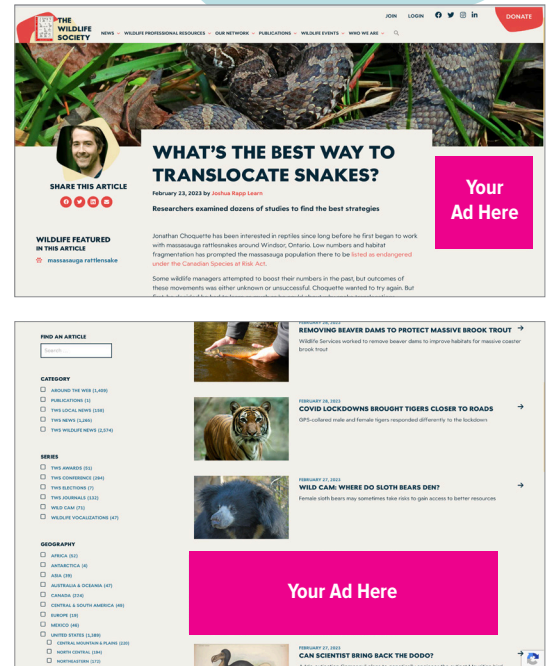 THE
WILDLIFE
SOCIETY
JOIN LOGIN
DONATE
NEWS WILDLIFE PROFESSIONAL RESOURCES OUR NETWORK PUBLICATIONS WILDLIFE EVENTS WHO WE ARE
WHAT'S THE BEST WAY TO
TRANSLOCATE SNAKES?
February 23, 2023 by Joshua Rapp Learn
Researchers examined dozens of studies to find the best strategies
SHARE THIS ARTICLE
WILDLIFE FEATURED
IN THIS ARTICLE
massasauga rattlesnake
Jonathan Choquette has been interested in reptiles since long before he first began to work
with massasauga rattlesnakes around Windsor, Ontario. Low numbers and habitat
fragmentation has prompted the massasauga population there to be listed as endangered
under the Canadian Species at Risk Act.
Some wildlife managers attempted to boost their numbers in the past, but outcomes of
these movements was either unknown or unsuccessful. Choquette wanted to try again. But
Your
Ad Here
FIND AN ARTICLE
Search
CATEGORY
AROUND THE WEB (1,409)
PUBLICATIONS (3)
TWS LOCAL NEWS (158)
TWS NEWS (1,280)
TWS WILDLIFE NEWS (2,574)
SERIES
TWS AWARDS (51)
TWS CONFERENCE (264)
TWS ELECTIONS (7)
TWS JOURNALS (132)
WILD CAM (71)
WILDLIFE VOCALIZATIONS (47)
GEOGRAPHY
AFRICA (52)
ANTARCTICA (4)
ASIA (39)
AUSTRALIA & OCEANIA (47)
CANADA (224)
CENTRAL & SOUTH AMERICA (49)
EUROPE (19)
MEXICO (46)
UNITED STATES (1,389)
CENTRAL MOUNTAIN & PLAINS (220)
NORTH CENTRAL (194)
NORTHEASTERN (172)
FEBRUARY 28, 2023
REMOVING BEAVER DAMS TO PROTECT MASSIVE BROOK TROUT
Wildlife Services worked to remove beaver dams to improve habitats for massive coaster
brook trout
FEBRUARY 28, 2023
COVID LOCKDOWNS BROUGHT TIGERS CLOSER TO ROADS
GPS-collared male and female tigers responded differently to the lockdown
FEBRUARY 27, 2023
WILD CAM: WHERE DO SLOTH BEARS DEN?
Female sloth bears may sometimes take risks to gain access to better resources
Your Ad Here
FEBRUARY 27, 2023
CAN SCIENTIST BRING BACK THE DODO?